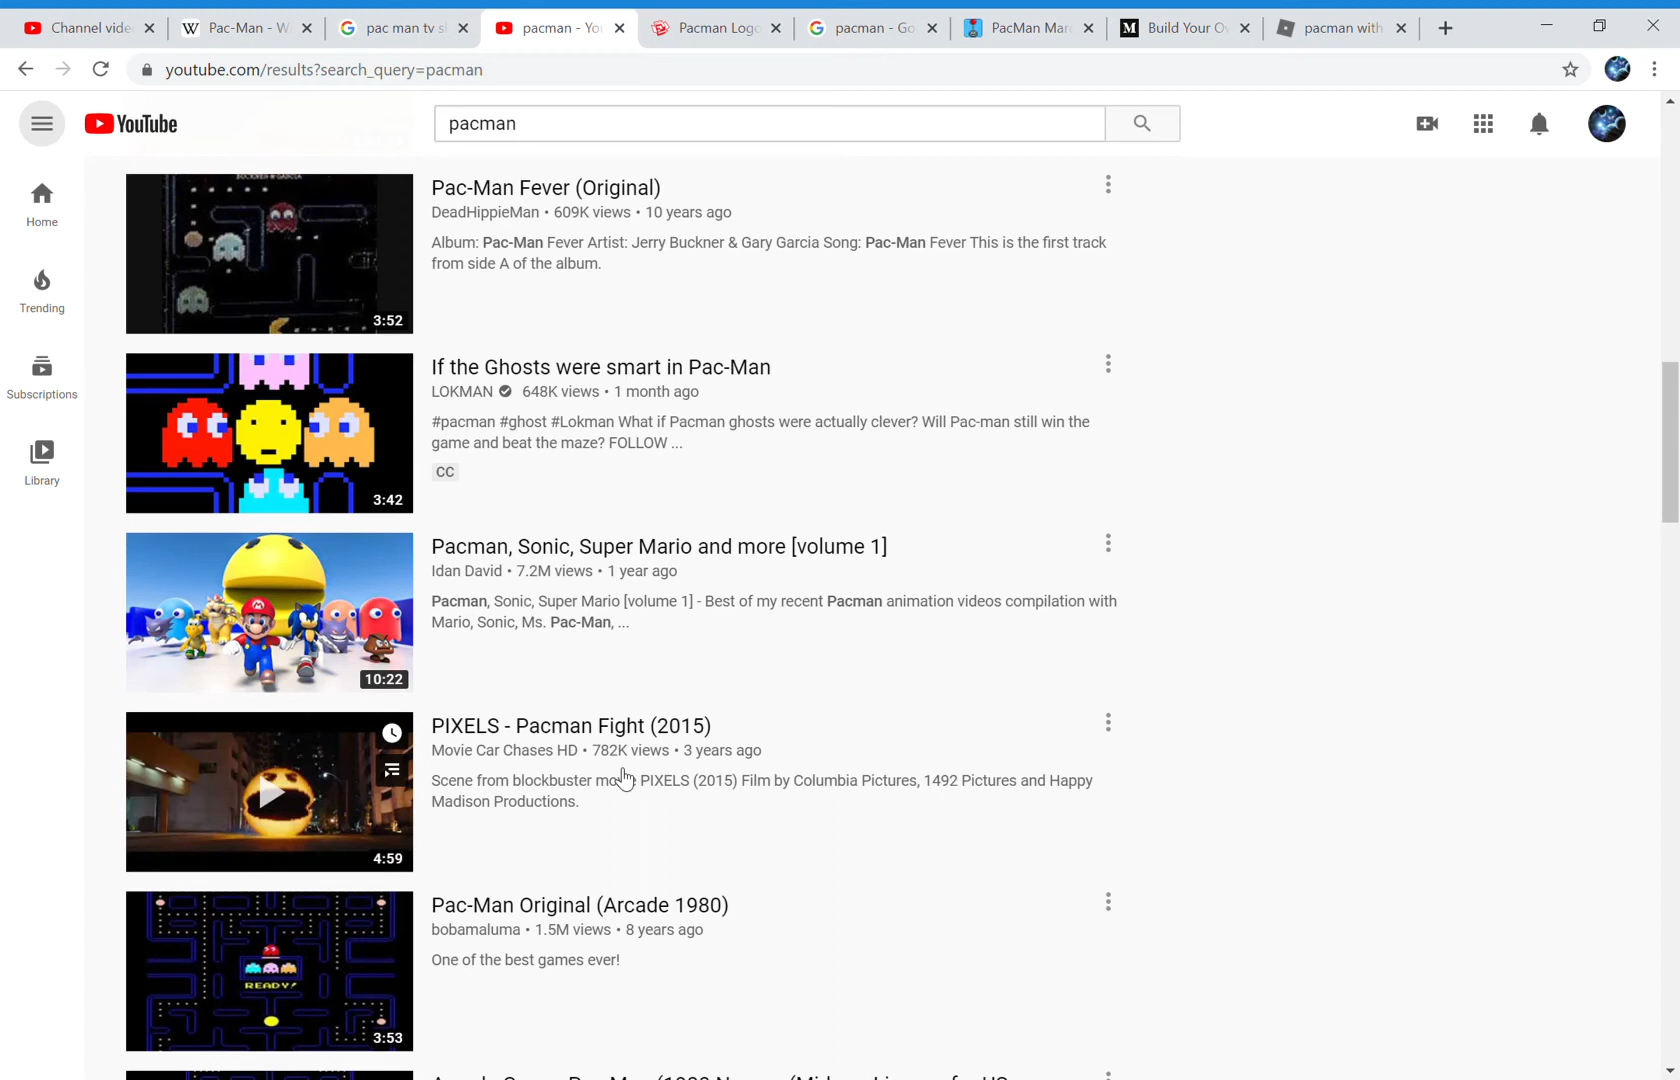 Channel vide
Pac-Man - W
pac man tv s
pacman - Yo
Pacman Logo
pacman - Go
PacMan Mar
Build Your O
pacman with
youtube.com/results?search_query=pacman
YouTube
pacman
Home
Trending
Subscriptions
Library
Pac-Man Fever (Original)
DeadHippieMan • 609K views • 10 years ago
Album: Pac-Man Fever Artist: Jerry Buckner & Gary Garcia Song: Pac-Man Fever This is the first track
from side A of the album.
3:52
If the Ghosts were smart in Pac-Man
LOKMAN 648K views • 1 month ago
#pacman #ghost #Lokman What if Pacman ghosts were actually clever? Will Pac-man still win the
game and beat the maze? FOLLOW ...
CC
3:42
Pacman, Sonic, Super Mario and more [volume 1]
Idan David • 7.2M views • 1 year ago
Pacman, Sonic, Super Mario [volume 1] - Best of my recent Pacman animation videos compilation with
Mario, Sonic, Ms. Pac-Man, ...
10:22
PIXELS - Pacman Fight (2015)
Movie Car Chases HD • 782K views • 3 years ago
Scene from blockbuster PIXELS (2015) Film by Columbia Pictures, 1492 Pictures and Happy
Madison Productions.
4:59
Pac-Man Original (Arcade 1980)
bobamaluma • 1.5M views • 8 years ago
One of the best games ever!
READY!
3:53